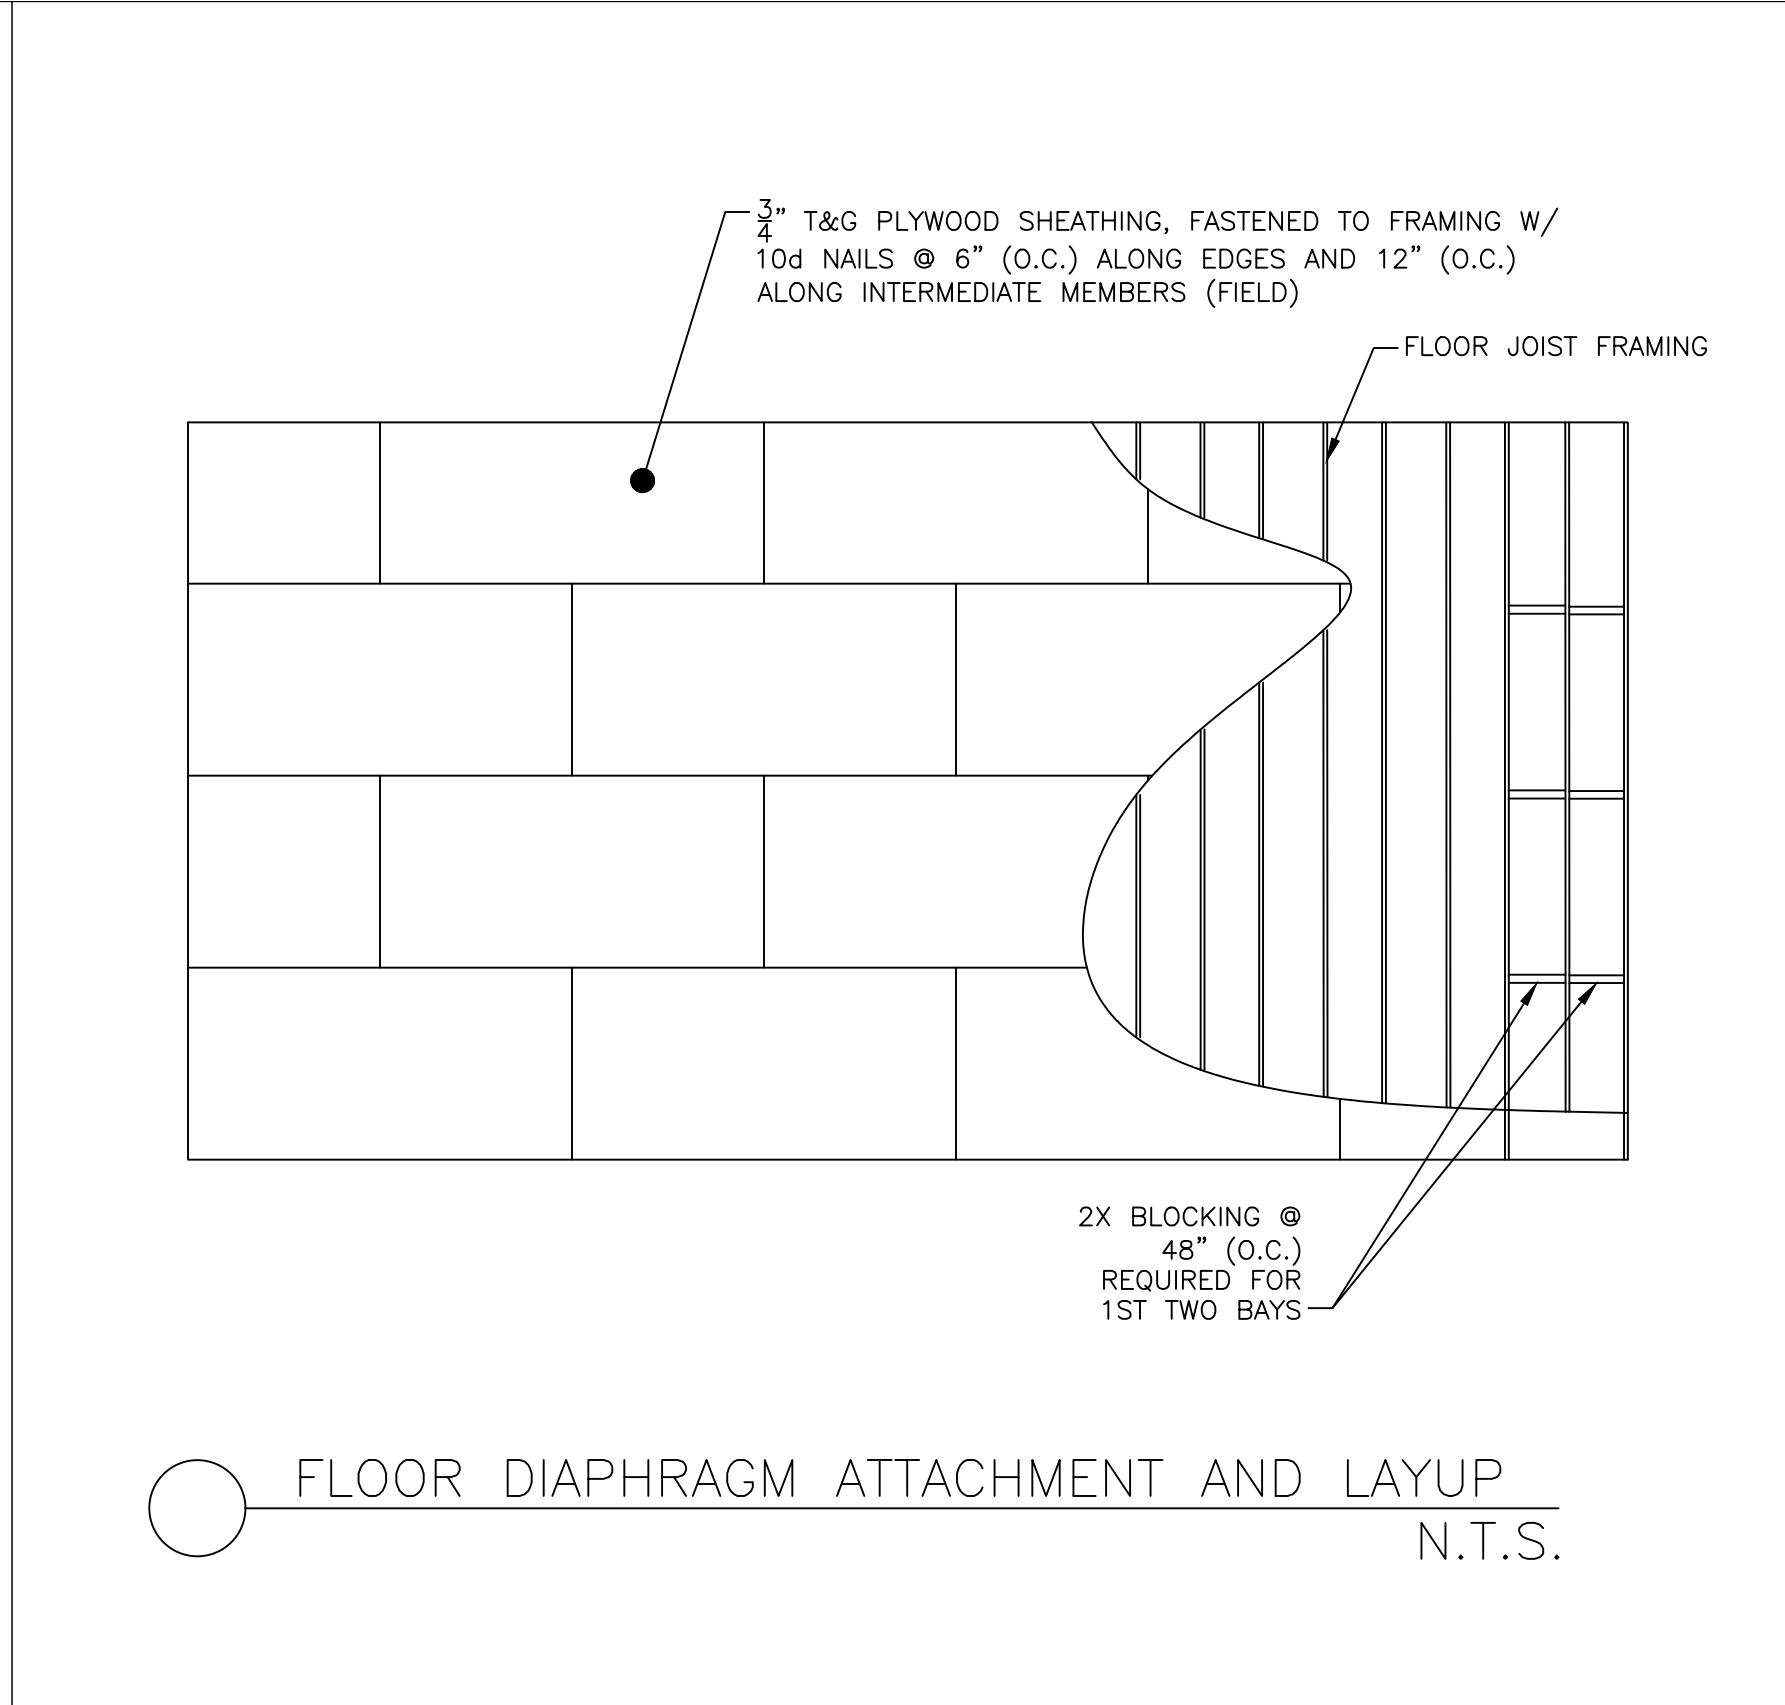 3/4" T&G PLYWOOD SHEATHING, FASTENED TO FRAMING W/
10d NAILS @ 6" (O.C.) ALONG EDGES AND 12" (O.C.)
ALONG INTERMEDIATE MEMBERS (FIELD)
FLOOR JOIST FRAMING
2X BLOCKING @
48" (O.C.)
REQUIRED FOR
1ST TWO BAYS
FLOOR DIAPHRAGM ATTACHMENT AND LAYUP
N.T.S.